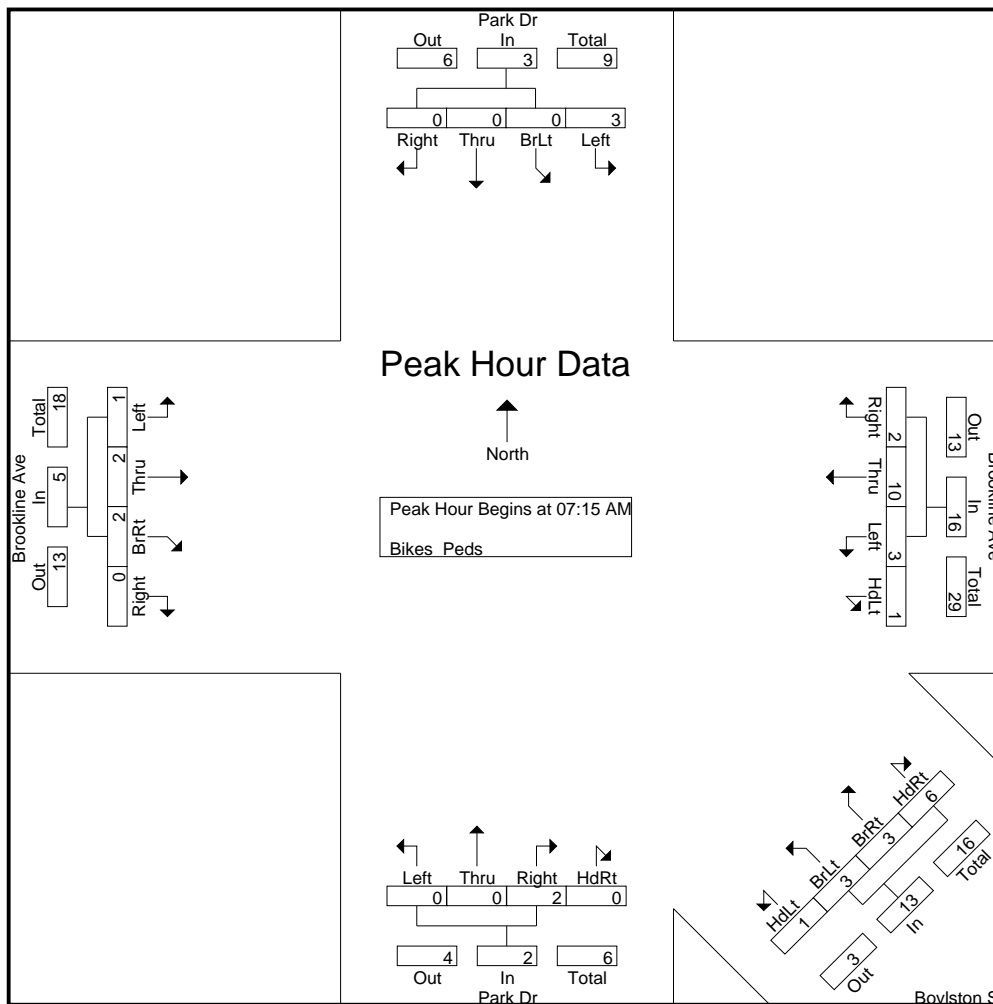 Park Dr
Out In Total
6 3 9
0 0 0 3
Right Thru BrLt Left
Peak Hour Data
North
Peak Hour Begins at 07:15 AM
Bikes Peds
Brookline Ave
Total In Out
18 5 13
1 2 2 0
Left Thru BrRt Right
Right Thru Left HdLt
2 10 3 1
Out In Total
13 16 29
Brookline Ave
HdLt BrLt BrRt HdRt
1 3 3 6
3 13 16
Out In Total
Boylston S
Left Thru Right HdRt
0 0 2 0
4 2 6
Out In Total
Park Dr